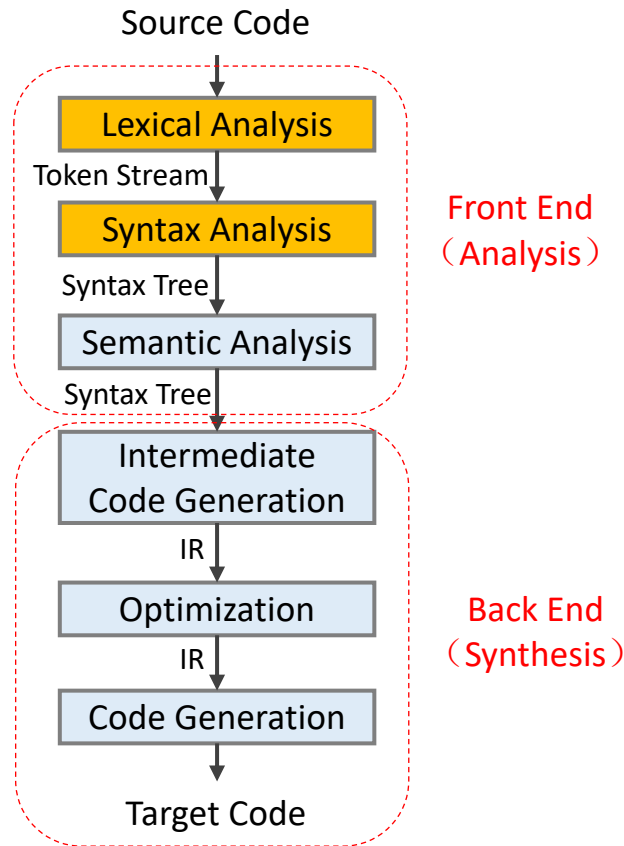 Source Code
Lexical Analysis
Token Stream
Syntax Analysis
Syntax Tree
Semantic Analysis
Syntax Tree
Front End
（Analysis）
Intermediate
Code Generation
IR
Optimization
IR
Code Generation
Target Code
Back End
（Synthesis）